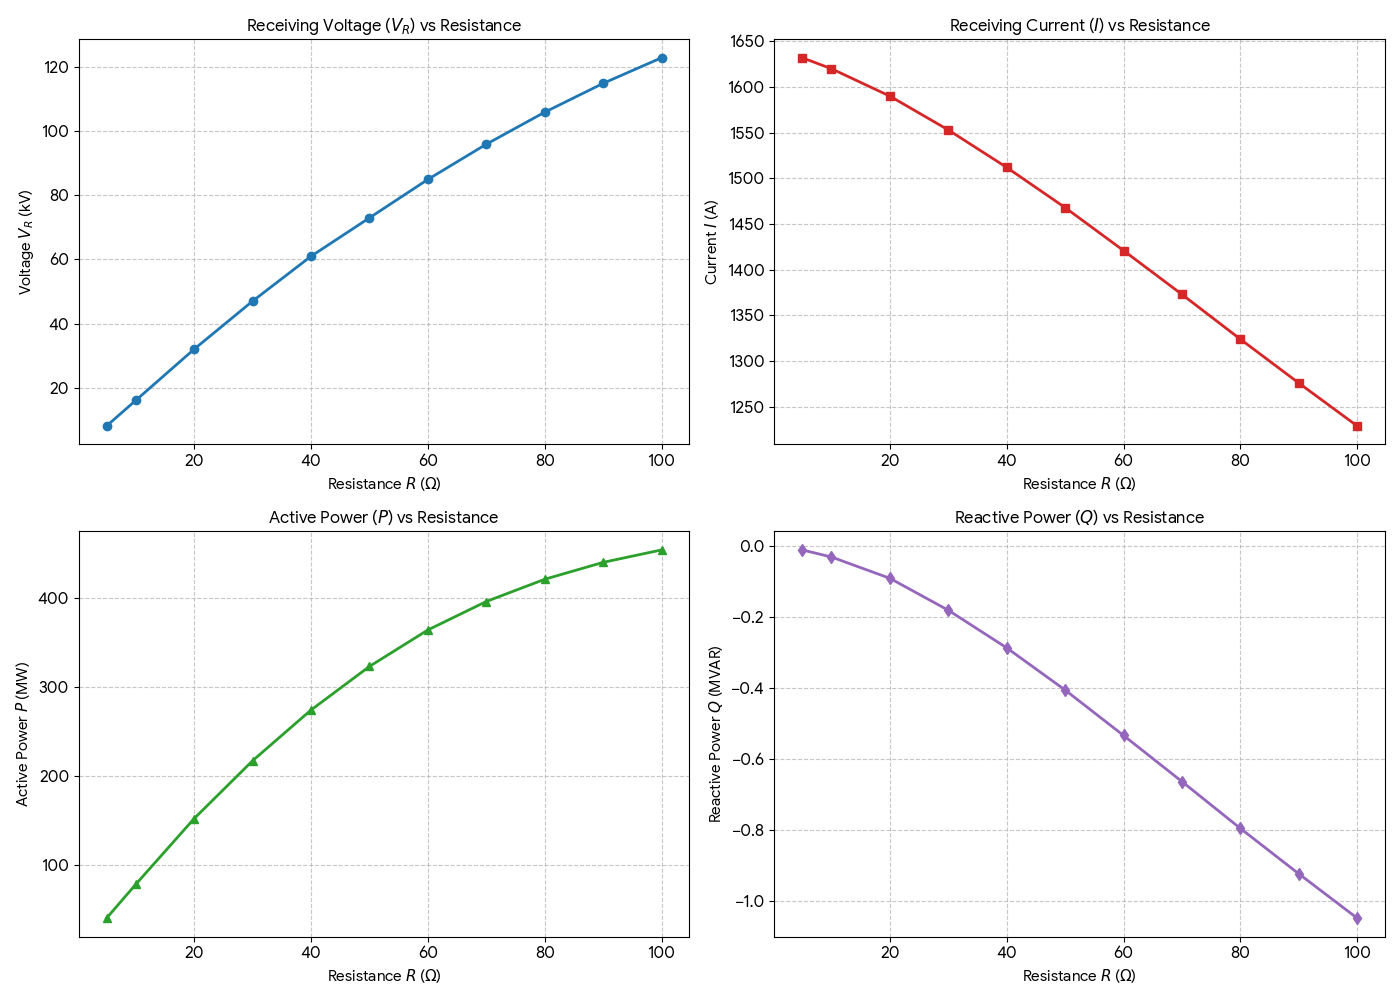 Receiving Voltage (V_R) vs Resistance
120
100
80
60
40
20
Voltage V_R (kV)
20 40 60 80 100
Resistance R (Ω)
Receiving Current (I) vs Resistance
1650
1600
1550
1500
1450
1400
1350
1300
1250
Current I (A)
20 40 60 80 100
Resistance R (Ω)
Active Power (P) vs Resistance
400
300
200
100
Active Power P (MW)
20 40 60 80 100
Resistance R (Ω)
Reactive Power (Q) vs Resistance
0.0
−0.2
−0.4
−0.6
−0.8
−1.0
Reactive Power Q (MVAR)
20 40 60 80 100
Resistance R (Ω)